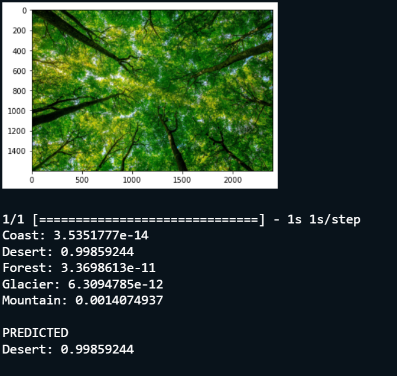 0
200
400
600
800
1000
1200
1400
0 500 1000 1500 2000
1/1 [==============================] - 1s 1s/step
Coast: 3.5351777e-14
Desert: 0.99859244
Forest: 3.3698613e-11
Glacier: 6.3094785e-12
Mountain: 0.0014074937
PREDICTED
Desert: 0.99859244